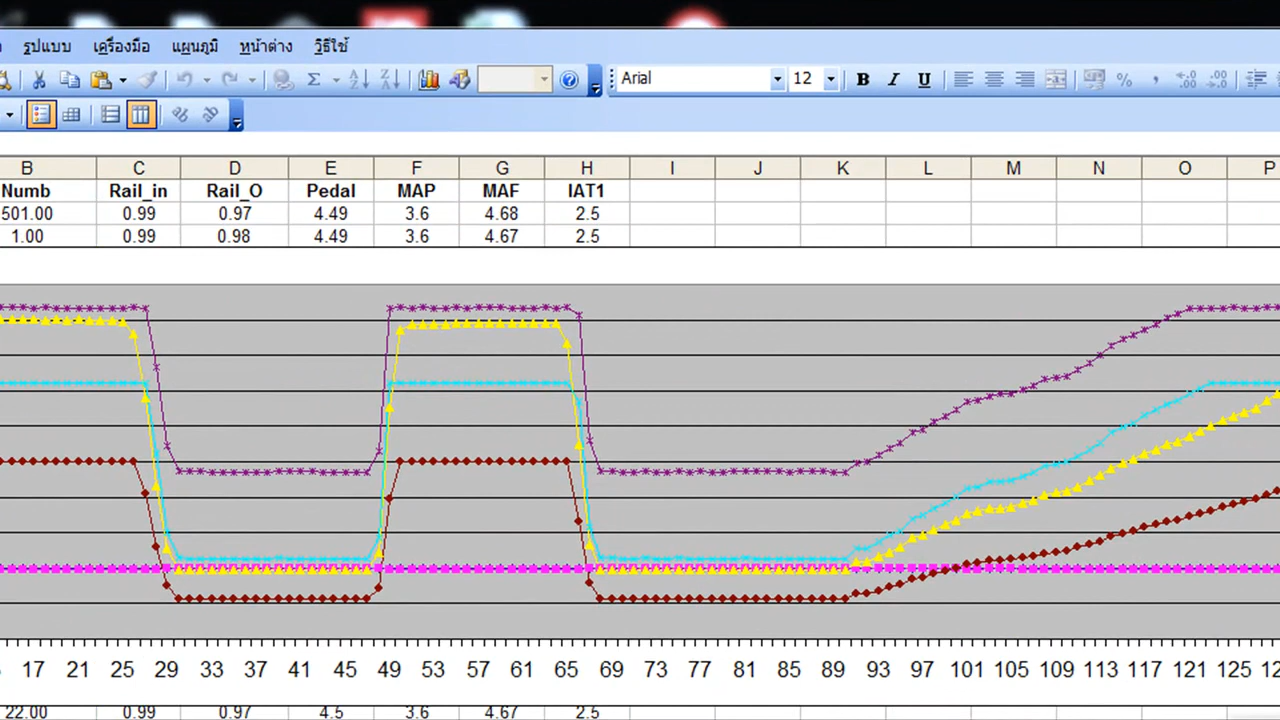 รูปแบบ เครื่องมือ แผนภูมิ หน้าต่าง วิธีใช้
Σ Arial 12 B I U % ,
B C D E F G H I J K L M N O P
Numb Rail_in Rail_O Pedal MAP MAF IAT1
501.00 0.99 0.97 4.49 3.6 4.68 2.5
1.00 0.99 0.98 4.49 3.6 4.67 2.5
17 21 25 29 33 37 41 45 49 53 57 61 65 69 73 77 81 85 89 93 97 101 105 109 113 117 121 125
22.00 0.99 0.97 4.5 3.6 4.67 2.5